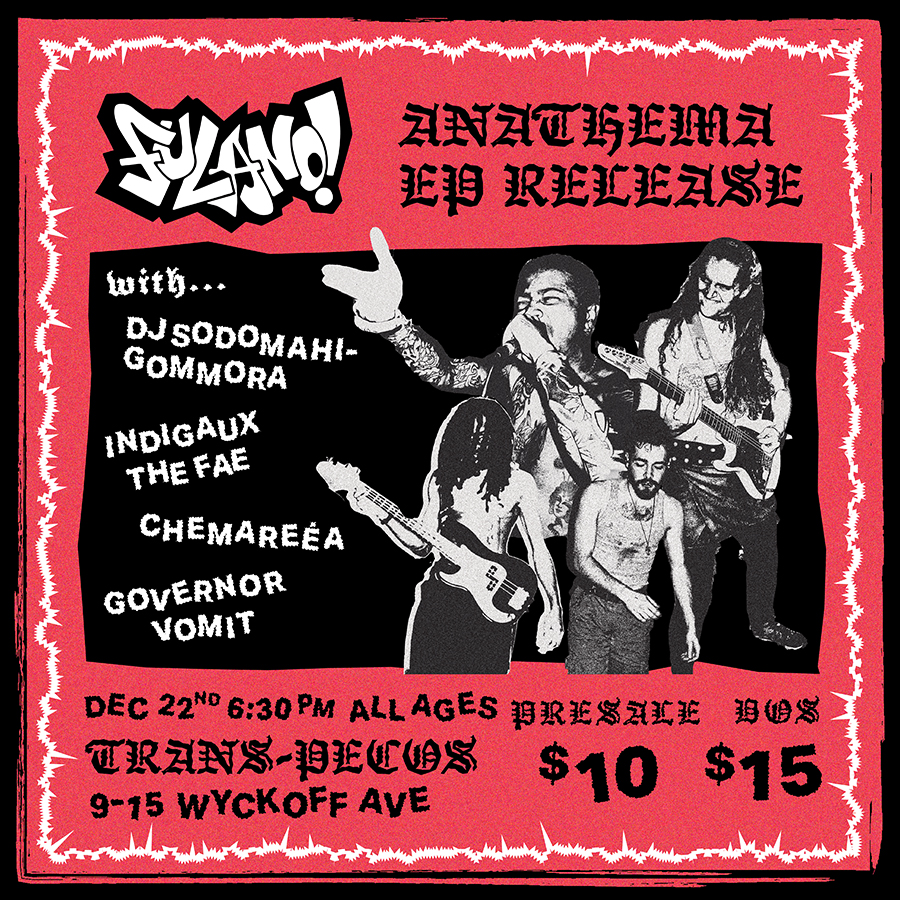 FULANO!
ANATHEMA
EP RELEASE
with...
DJ SODOMAHI-
GOMMORA
INDIGAUX
THE FAE
CHEMAREÉA
GOVERNOR
VOMIT
DEC 22ND 6:30 PM ALL AGES
TRANS-PECOS
9-15 WYCKOFF AVE
PRESALE DOS
$10 $15